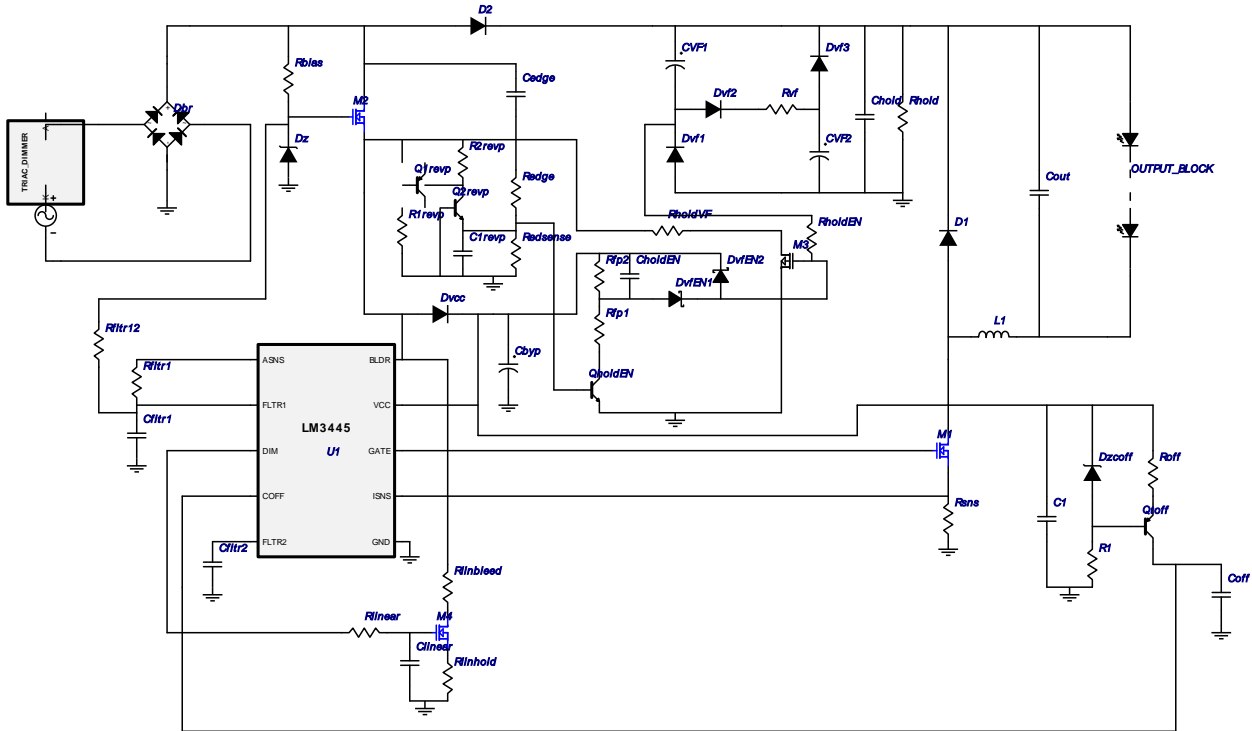 D2
CVF1
Dvf3
Rbias
Cedge
Dvf2
Rvf
Chold
Rhold
Dbr
M2
TRIAC_DIMMER
A
Dz
R2revp
Dvf1
CVF2
Q1revp
Q2revp
Redge
OUTPUT_BLOCK
Cout
R1revp
RholdVF
RholdEN
D1
C1revp
Redsense
M3
Rfp2
CholdEN
DvfEN2
DvfEN1
Dvcc
Rfp1
L1
Rfltr12
Cbyp
Rfltr1
ASNS
BLDR
QholdEN
FLTR1
VCC
Cfltr1
LM3445
U1
DIM
GATE
M1
Dzcoff
Roff
COFF
ISNS
Rsns
C1
Qroff
FLTR2
GND
Cfltr2
R1
Rlinbleed
Coff
Rlinear
M4
Clinear
Rlinhold